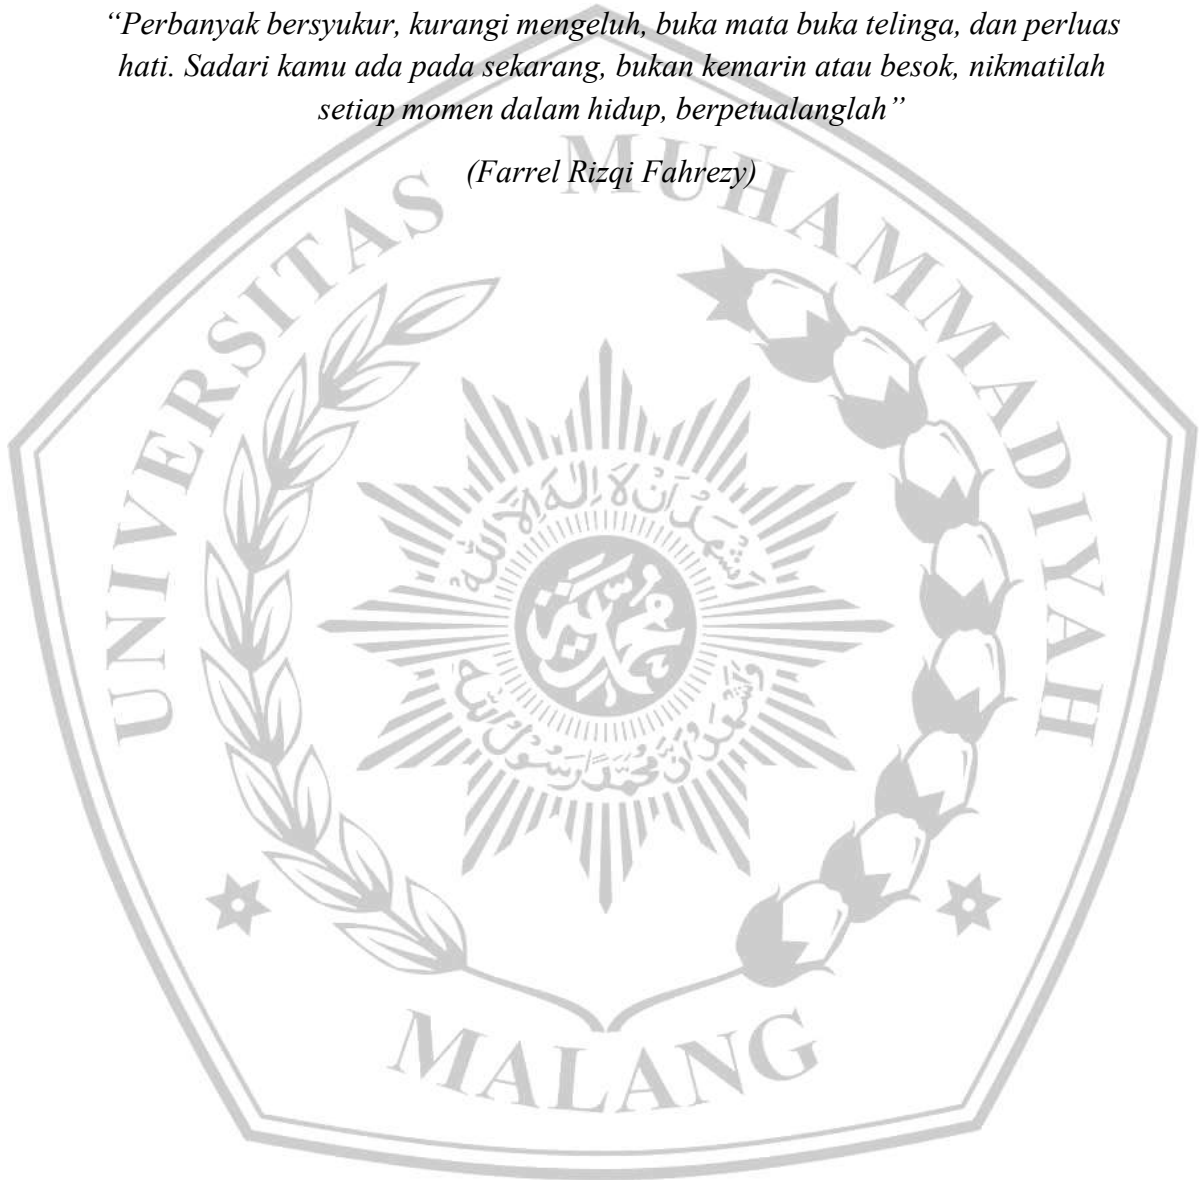 “Perbanyak bersyukur, kurangi mengeluh, buka mata buka telinga, dan perluas
hati. Sadari kamu ada pada sekarang, bukan kemarin atau besok, nikmatilah
setiap momen dalam hidup, berpetualanglah”
(Farrel Rizqi Fahrezy)
UNIVERSITAS MUHAMMADIYAH
MALANG